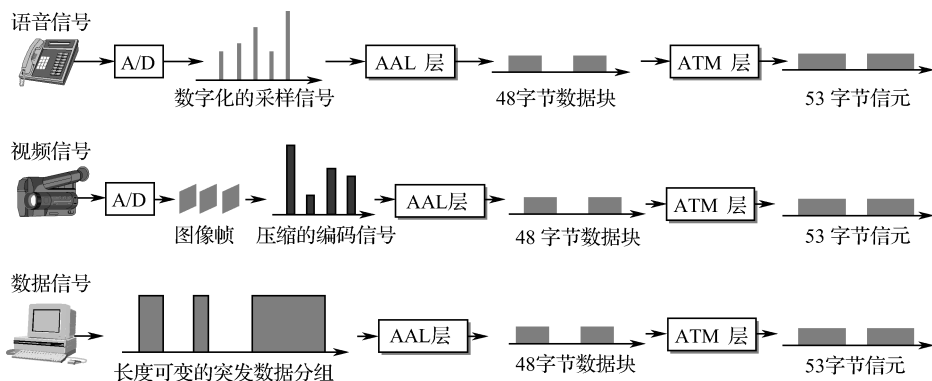 语音信号
A/D
数字化的采样信号
AAL 层
48字节数据块
ATM 层
53 字节信元
视频信号
A/D
图像帧
压缩的编码信号
AAL层
48 字节数据块
ATM 层
53 字节信元
数据信号
长度可变的突发数据分组
AAL层
48字节数据块
ATM 层
53字节信元